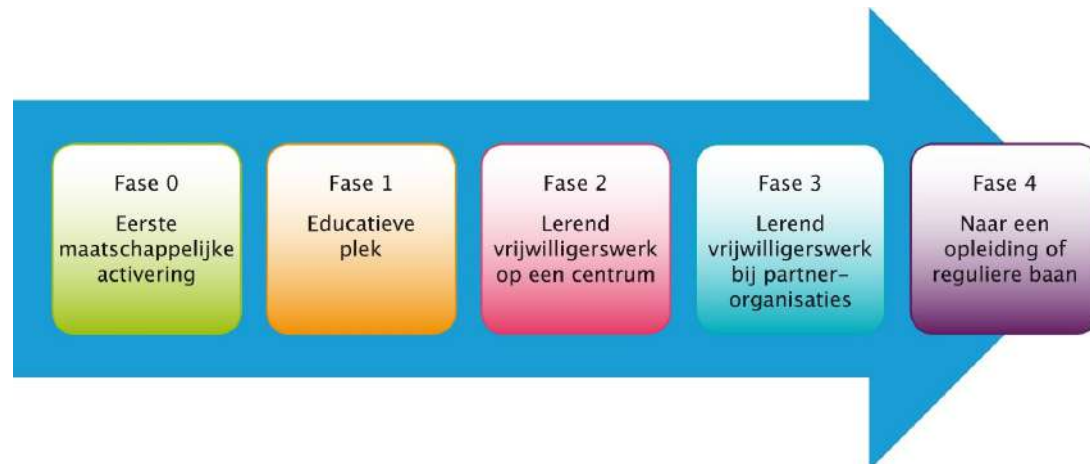 Fase 0
Eerste
maatschappelijke
activering
Fase 1
Educatieve
plek
Fase 2
Lerend
vrijwilligerswerk
op een centrum
Fase 3
Lerend
vrijwilligerswerk
bij partner-
organisaties
Fase 4
Naar een
opleiding of
reguliere baan